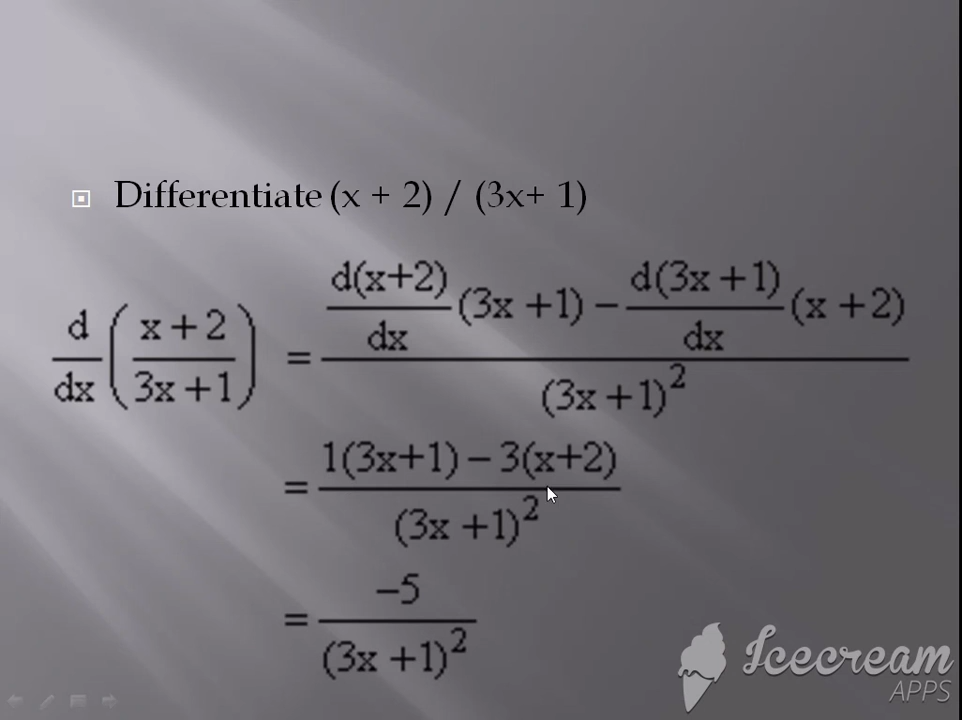 Differentiate (x + 2) / (3x+ 1)
d/dx ( (x + 2)/(3x + 1) ) = ( d(x+2)/dx (3x + 1) – d(3x + 1)/dx (x + 2) ) / (3x + 1)²
= ( 1(3x+1) – 3(x+2) ) / (3x + 1)²
= –5 / (3x + 1)²
Icecream
APPS